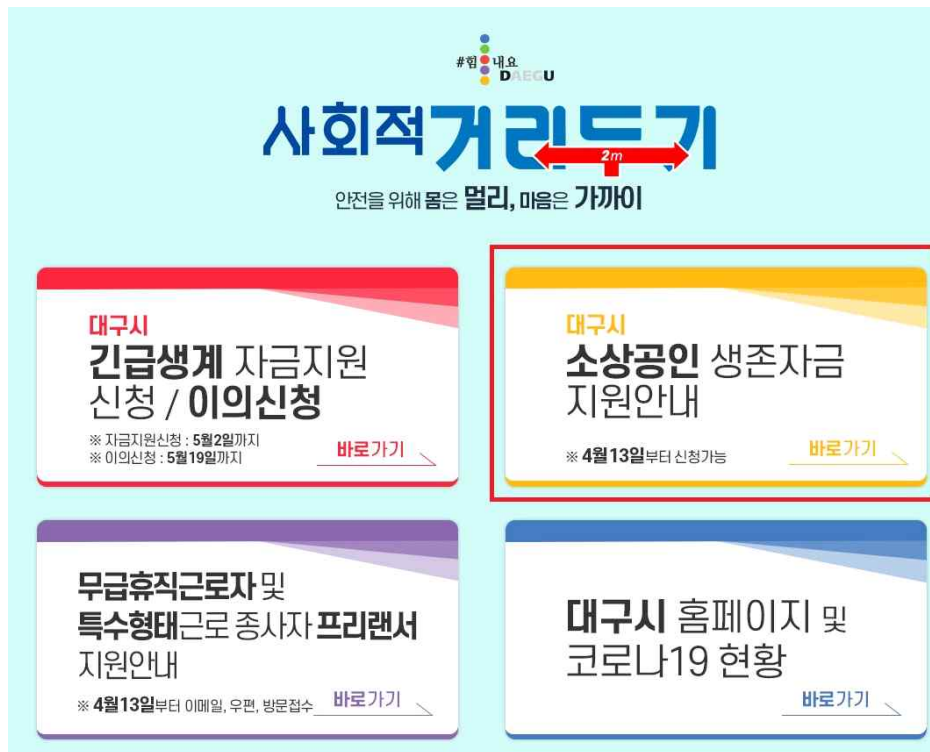 #힘내요
DAEGU
사회적 거리두기
2m
안전을 위해 몸은 멀리, 마음은 가까이
대구시
긴급생계 자금지원
신청 / 이의신청
※ 자금지원신청 : 5월2일까지
※ 이의신청 : 5월19일까지
바로가기
대구시
소상공인 생존자금
지원안내
※ 4월13일부터 신청가능
바로가기
무급휴직근로자 및
특수형태근로 종사자 프리랜서
지원안내
※ 4월13일부터 이메일, 우편, 방문접수
바로가기
대구시 홈페이지 및
코로나19 현황
바로가기